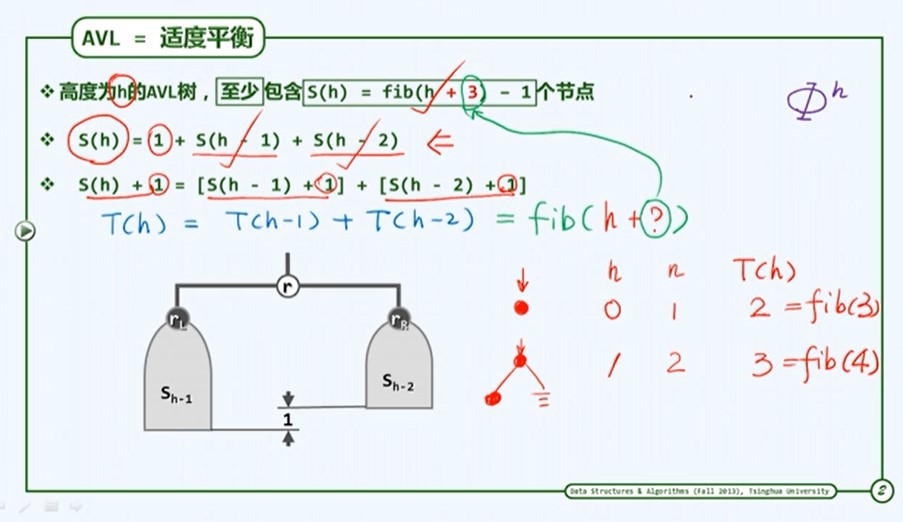 AVL = 适度平衡
❖ 高度为h的AVL树，至少包含S(h) = fib(h + 3) - 1个节点
Φ^h
❖ S(h) = 1 + S(h - 1) + S(h - 2) ⇐
❖ S(h) + 1 = [S(h - 1) + 1] + [S(h - 2) + 1]
T(h) = T(h-1) + T(h-2) = fib(h+?)
r
h n T(h)
0 1 2 = fib(3)
1 2 3 = fib(4)
r_L r_R
S_{h-1} S_{h-2}
1
Data Structures & Algorithms (Fall 2013), Tsinghua University
2